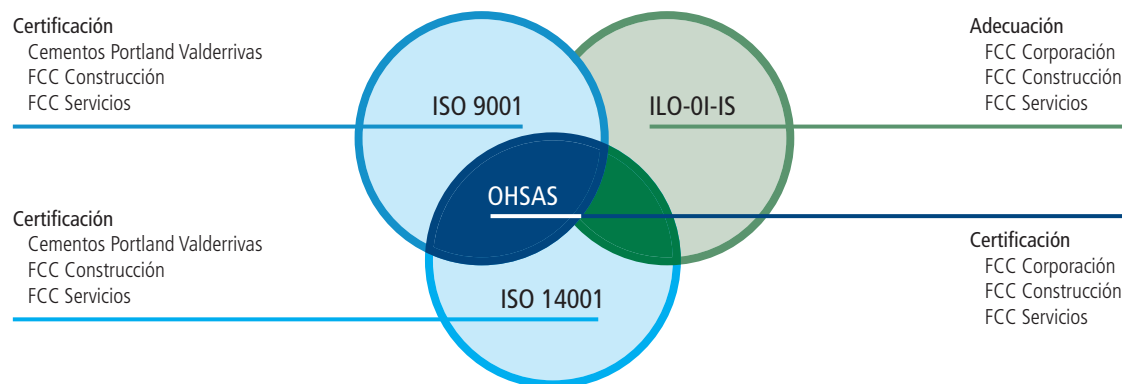 Certificación
Cementos Portland Valderrivas
FCC Construcción
FCC Servicios
ISO 9001
ILO-0I-IS
Adecuación
FCC Corporación
FCC Construcción
FCC Servicios
OHSAS
Certificación
Cementos Portland Valderrivas
FCC Construcción
FCC Servicios
ISO 14001
Certificación
FCC Corporación
FCC Construcción
FCC Servicios